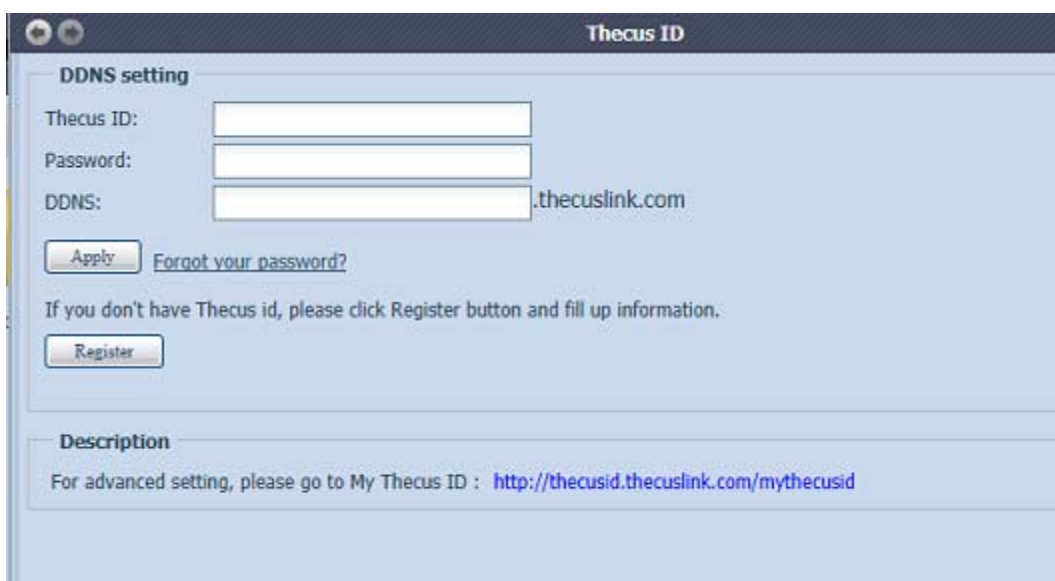 Thecus ID
DDNS setting
Thecus ID:
Password:
DDNS: .thecuslink.com
Apply Forgot your password?
If you don't have Thecus id, please click Register button and fill up information.
Register
Description
For advanced setting, please go to My Thecus ID : http://thecusid.thecuslink.com/mythecusid